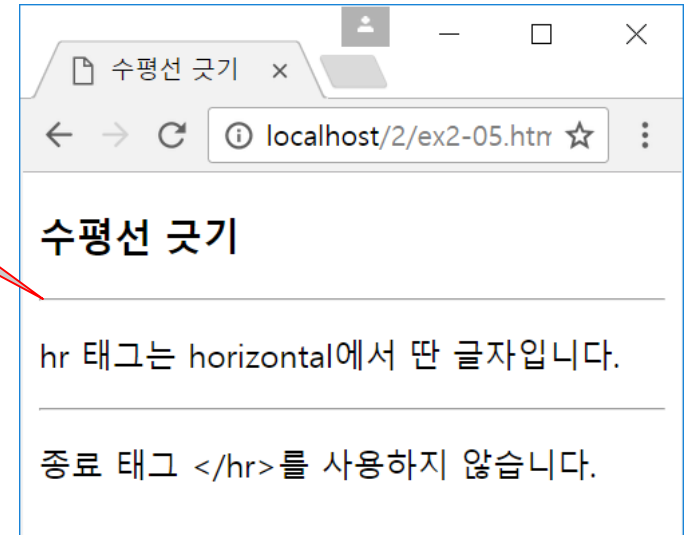 수평선 긋기
localhost/2/ex2-05.htm
수평선 긋기
hr 태그는 horizontal에서 딴 글자입니다.
종료 태그 </hr>를 사용하지 않습니다.